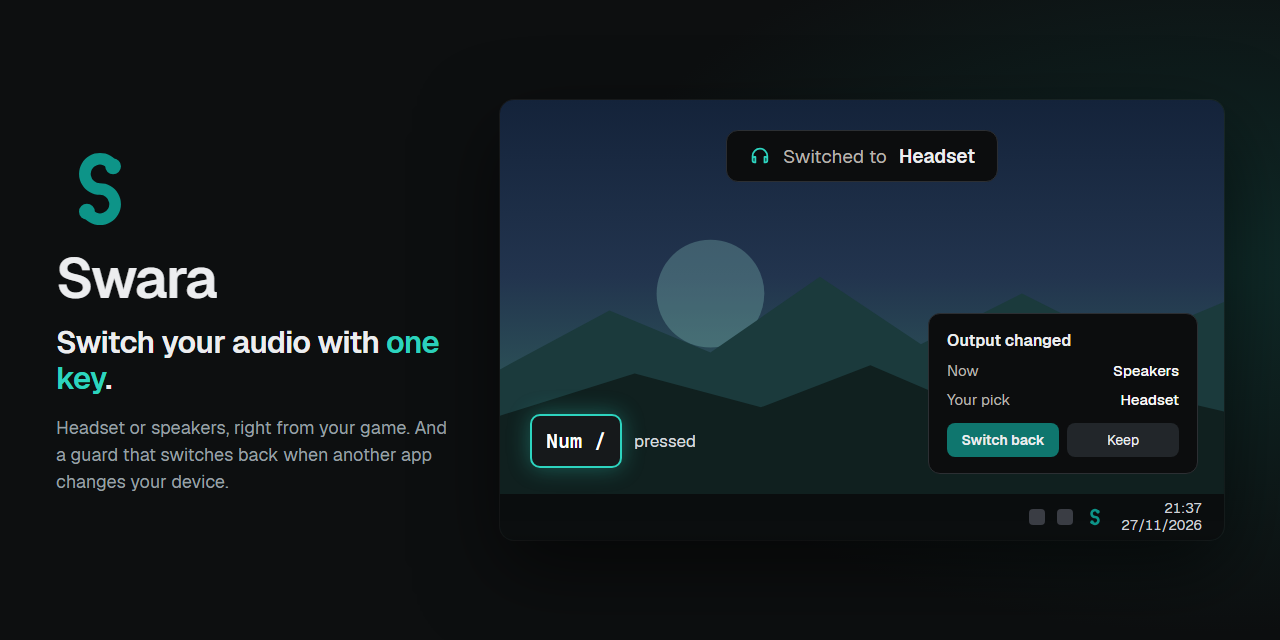 S
Swara
Switch your audio with one
key.
Headset or speakers, right from your game. And
a guard that switches back when another app
changes your device.
Switched to Headset
Num / pressed
Output changed
Now Speakers
Your pick Headset
Switch back Keep
S
21:37
27/11/2026